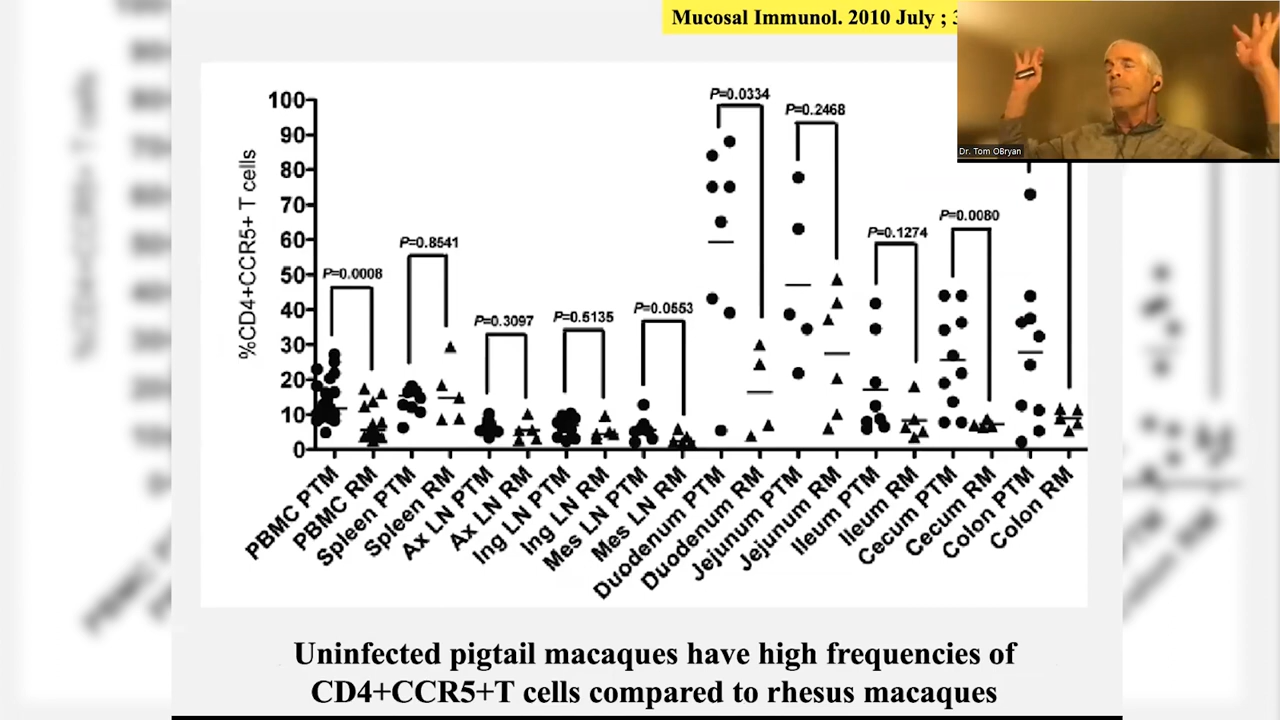 Mucosal Immunol. 2010 July ;
Dr. Tom OBryan
%CD4+CCR5+ T cells
100
90
80
70
60
50
40
30
20
10
0
P=0.0008
P=0.8541
P=0.3097
P=0.5135
P=0.0553
P=0.0334
P=0.2468
P=0.1274
P=0.0080
PBMC PTM
PBMC RM
Spleen PTM
Spleen RM
Ax LN PTM
Ax LN RM
Ing LN PTM
Ing LN RM
Mes LN PTM
Mes LN RM
Duodenum PTM
Duodenum RM
Jejunum PTM
Jejunum RM
Ileum PTM
Ileum RM
Cecum PTM
Cecum RM
Colon PTM
Colon RM
Uninfected pigtail macaques have high frequencies of
CD4+CCR5+T cells compared to rhesus macaques